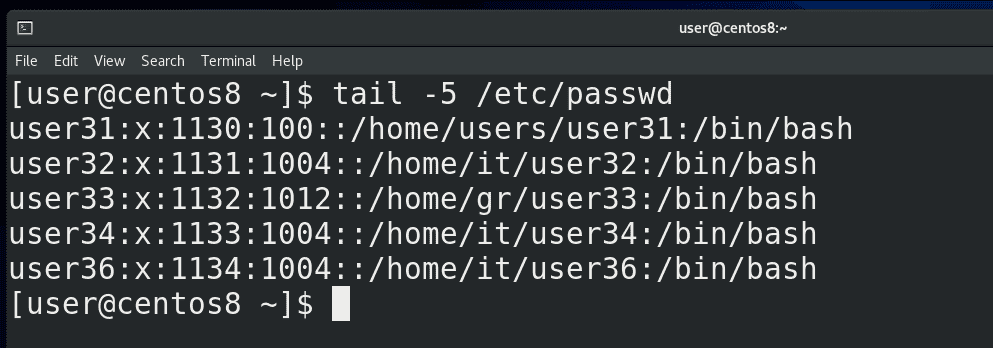 user@centos8:~
File Edit View Search Terminal Help
[user@centos8 ~]$ tail -5 /etc/passwd
user31:x:1130:100::/home/users/user31:/bin/bash
user32:x:1131:1004::/home/it/user32:/bin/bash
user33:x:1132:1012::/home/gr/user33:/bin/bash
user34:x:1133:1004::/home/it/user34:/bin/bash
user36:x:1134:1004::/home/it/user36:/bin/bash
[user@centos8 ~]$